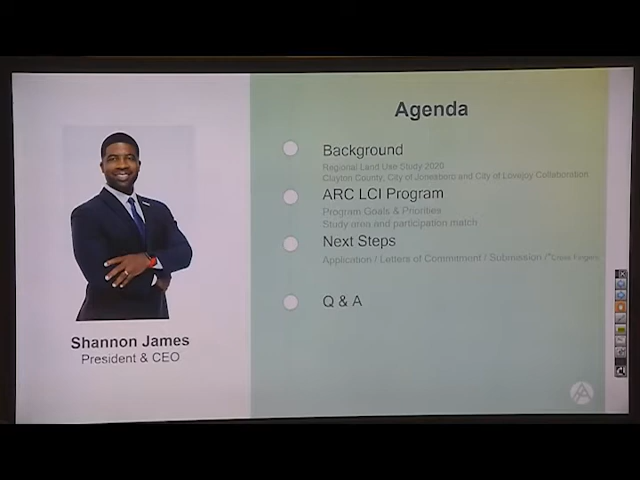 Agenda
Background
Regional Land Use Study 2020
Clayton County, City of Jonesboro and City of Lovejoy Collaboration
ARC LCI Program
Program Goals & Priorities
Study area and participation match
Next Steps
Application / Letters of Commitment / Submission / *Cross Fingers
Q & A
Shannon James
President & CEO